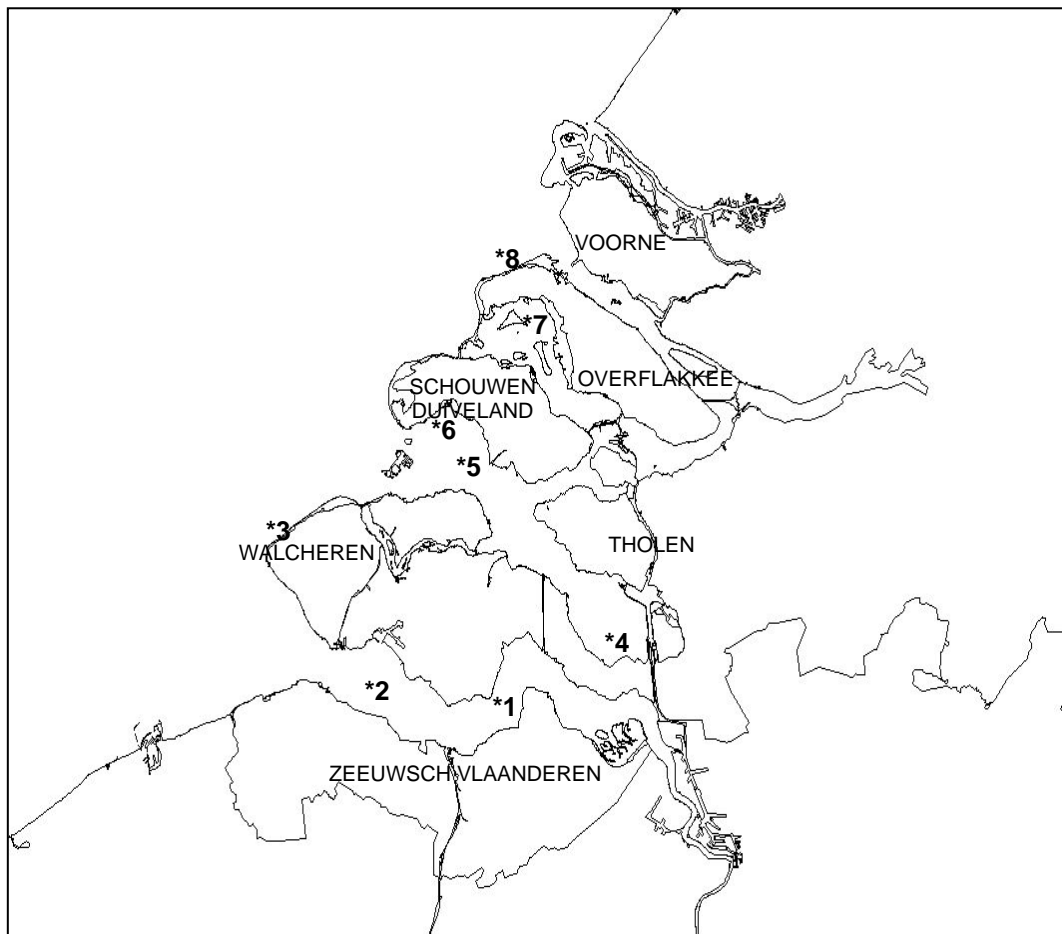 VOORNE
*8
*7
OVERFLAKKEE
SCHOUWEN
DUIVELAND
*6
*5
*3
WALCHEREN
THOLEN
*4
*2
*1
ZEEUWSCH VLAANDEREN